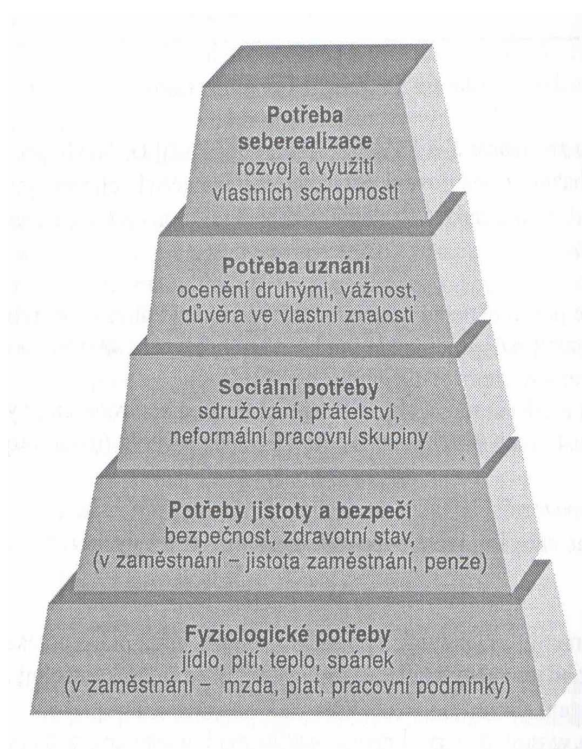 Potřeba
seberealizace
rozvoj a využití
vlastních schopností
Potřeba uznání
ocenění druhými, vážnost,
důvěra ve vlastní znalosti
Sociální potřeby
sdružování, přátelství,
neformální pracovní skupiny
Potřeby jistoty a bezpečí
bezpečnost, zdravotní stav,
(v zaměstnání – jistota zaměstnání, penze)
Fyziologické potřeby
jídlo, pití, teplo, spánek
(v zaměstnání – mzda, plat, pracovní podmínky)